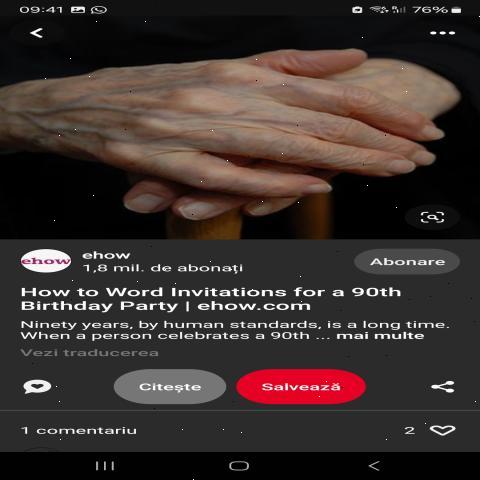 09:41 76%
ehow
ehow
1,8 mil. de abonați
Abonare
How to Word Invitations for a 90th
Birthday Party | ehow.com
Ninety years, by human standards, is a long time.
When a person celebrates a 90th ... mai multe
Vezi traducerea
Citește
Salvează
1 comentariu
2